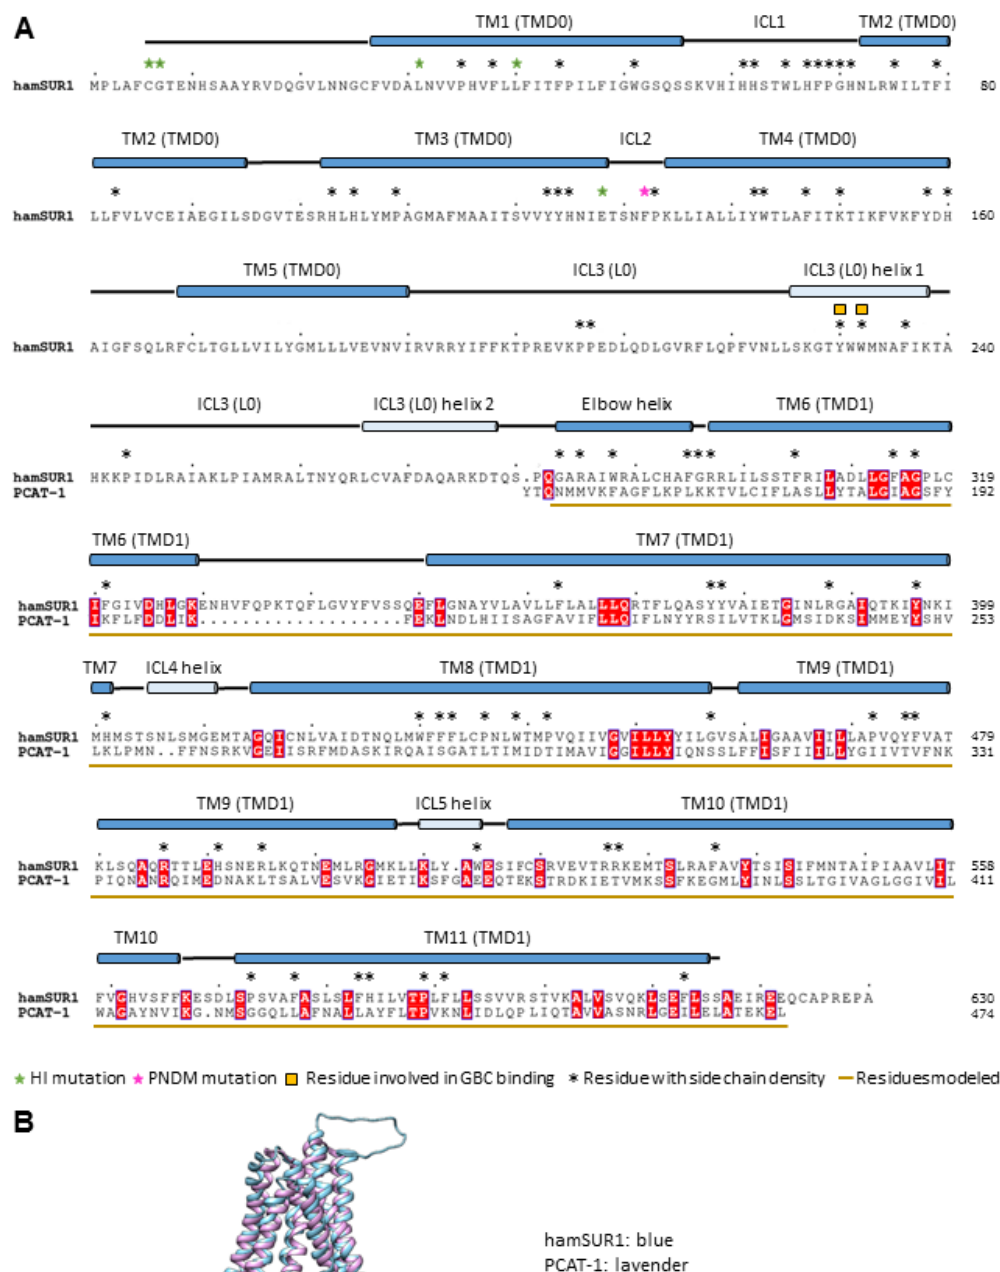 A
TM1 (TMD0) ICL1 TM2 (TMD0)
hamSUR1 MPLAFCGTENHSAAYRVDQGVLNNGCFVDALNVVPHVFLLFITFPILFIGWGSQSSKVHIHHSTWLHFPGHNLRWILTFI 80
TM2 (TMD0) TM3 (TMD0) ICL2 TM4 (TMD0)
hamSUR1 LLFVLVCEIAEGILSDGVTESRHLHLYMPAGMAFMAAITSVVYYHNIETSNFPKLLIALLIYWTLAFITKTIKFVKFYDH 160
TM5 (TMD0) ICL3 (L0) ICL3 (L0) helix 1
hamSUR1 AIGFSQLRFCLTGLLVILYGMLLLVEVNVIRVRRYIFFKTPREVKPPEDLQDLGVRFLQPFVNLLSKGTYWWMNAFIKTA 240
ICL3 (L0) ICL3 (L0) helix 2 Elbow helix TM6 (TMD1)
hamSUR1 HKKPIDLRAIAKLPIAMRALTNYQRLCVAFDAQARKDTQS.PQGARAIWRALCHAFGRRLILSSTFRILADLLGFAGPLC 319
PCAT-1 YTQNMMVKFAGFLKPLKKTVLCIFLASLLYTALGIAGSFY 192
TM6 (TMD1) TM7 (TMD1)
hamSUR1 IFGIVDHLGKENHVFQPKTQFLGVYFVSSQEFLGNAYVLAVLLFLALLLQRTFLQASYYVAIETGINLRGAIQTKIYNKI 399
PCAT-1 IKFLFDDLIK....................FEKLNDLHIISAGFAVIFLLQIFLNYYRSILVTKLGMSIDKSIMMEYYSHV 253
TM7 ICL4 helix TM8 (TMD1) TM9 (TMD1)
hamSUR1 MHMSTSNLSMGEMTAGQICNLVAIDTNQLMWFFFLCPNLWTMPVQIIVGVILLYYILGVSALIGAAVIILLAPVQYFVAT 479
PCAT-1 LKLPMN..FFNSRKVGEIISRFMDASKIRQAISGATLTIMIDTIMAVIGGILLYIQNSSLFFISFIIILLYGIIVTVFNK 331
TM9 (TMD1) ICL5 helix TM10 (TMD1)
hamSUR1 KLSQAQRTTLEHSNERLKQTNEMLRGMKLLKLY.AWESIFCSRVEVTRRKEMTSLRAFAVYTSISIFMNTAIPIAAVLIT 558
PCAT-1 PIQNANRQIMEDNAKLTSALVESVKGIETIKSFGAEEQTEKSTRDKIETVMKSSFKEGMLYINLSSLTGIVAGLGGIVIL 411
TM10 TM11 (TMD1)
hamSUR1 FVGHVSFFKESDLSPSVAFASLSLFHILVTPLFLLSSVVRSTVKALVSVQKLSEFLSSAEIREEQCAPREPA 630
PCAT-1 WAGAYNVIKG.NMSGGQLLAFNALLAYFLTPVKNLIDLQPLIQTAVVASNRLGEILELATEKEL 474
HI mutation PNDM mutation Residue involved in GBC binding * Residue with side chain density Residues modeled
B
hamSUR1: blue
PCAT-1: lavender